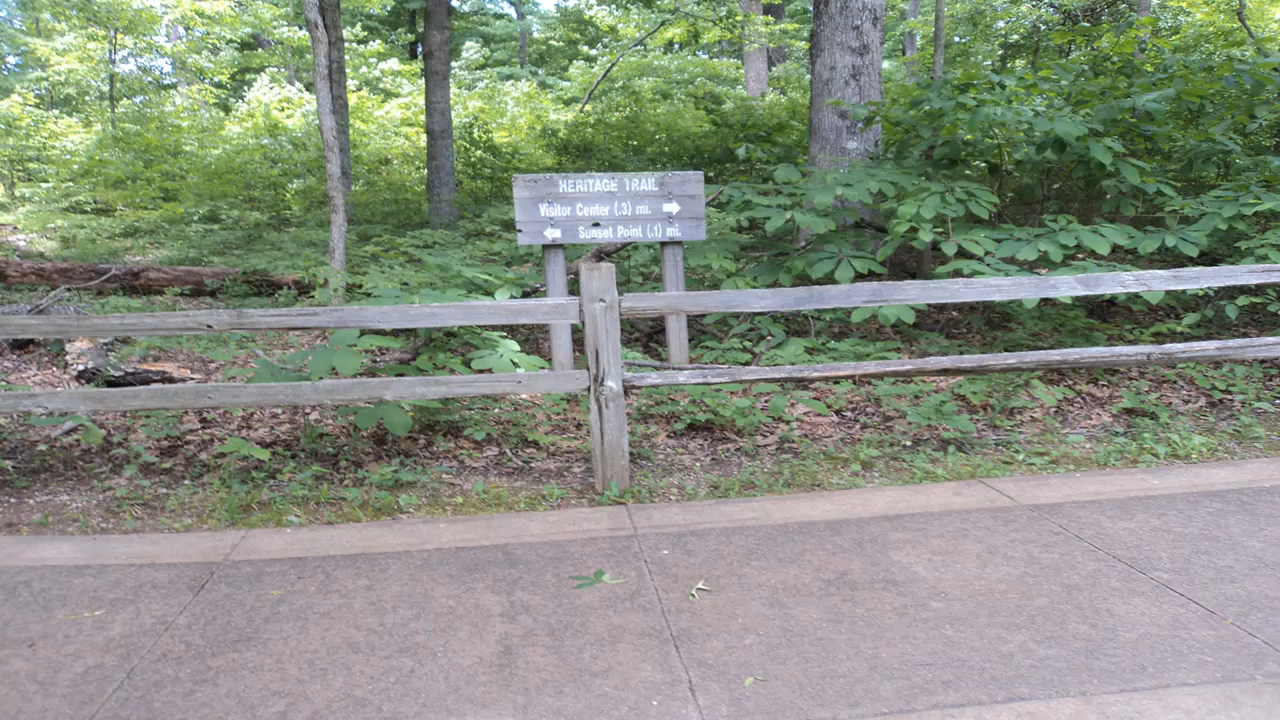 HERITAGE TRAIL
Visitor Center (.3) mi. →
← Sunset Point (.1) mi.